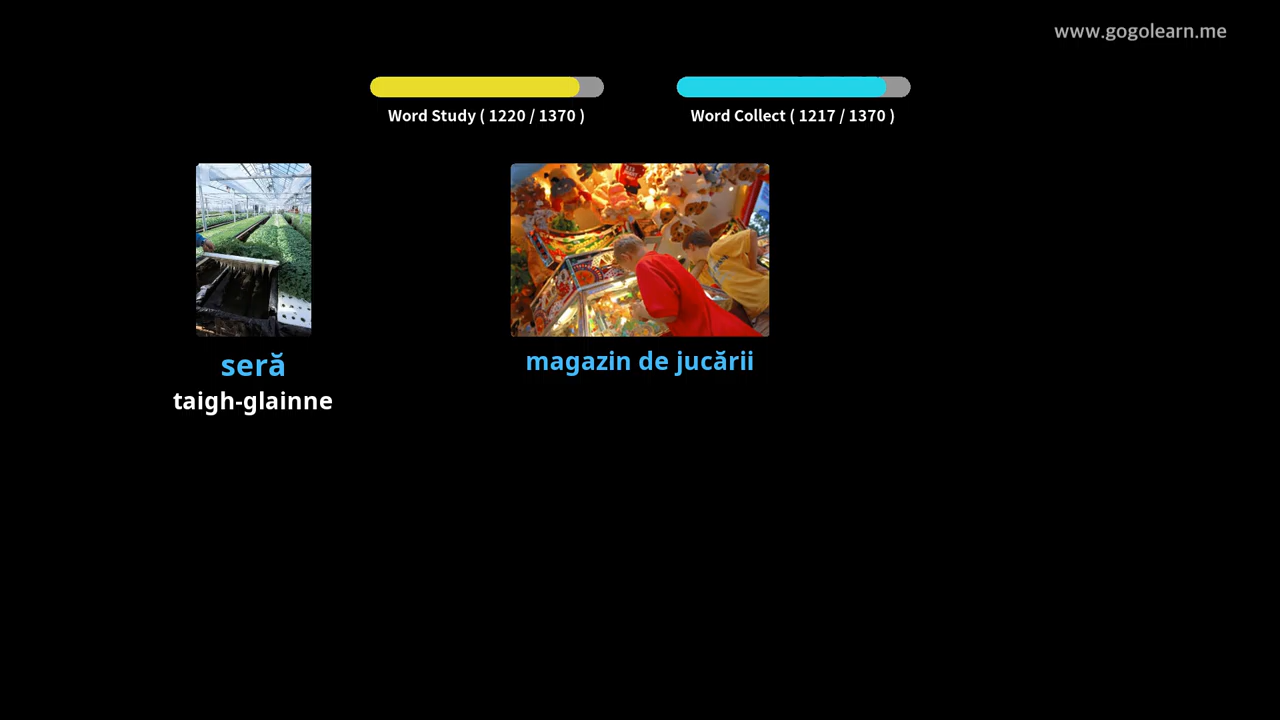 www.gogolearn.me
Word Study ( 1220 / 1370 )
Word Collect ( 1217 / 1370 )
seră
taigh-glainne
magazin de jucării